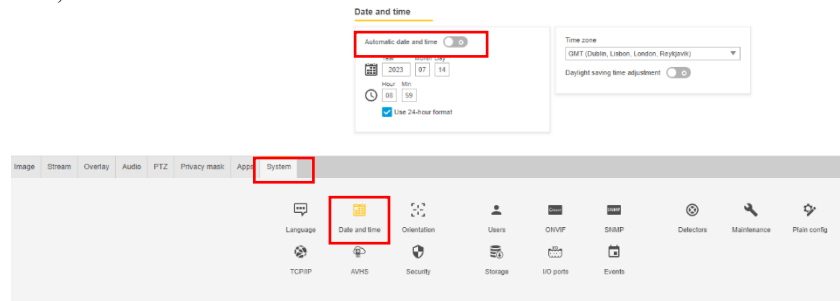 Date and time
Automatic date and time
Time zone
GMT (Dublin, Lisbon, London, Reykjavik)
Daylight saving time adjustment
Year Month Day
2023 07 14
Hour Min
08 59
Use 24-hour format
Image Stream Overlay Audio PTZ Privacy mask Apps System
Language Date and time Orientation Users ONVIF SNMP Detectors Maintenance Plain config
TCP/IP AVHS Security Storage I/O ports Events